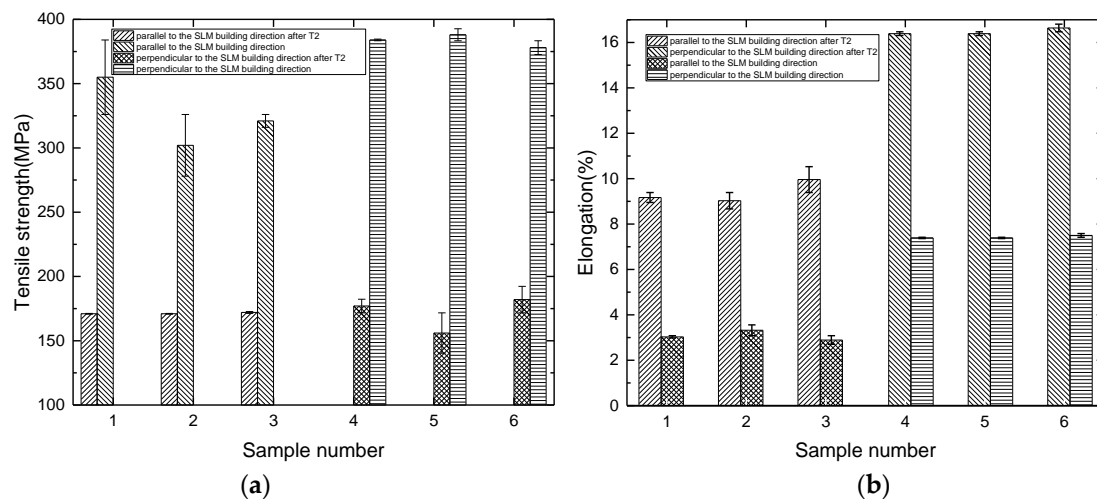 400
350
300
250
200
150
100
Tensile strength(MPa)
parallel to the SLM building direction after T2
parallel to the SLM building direction
perpendicular to the SLM building direction after T2
perpendicular to the SLM building direction
1 2 3 4 5 6
Sample number
(a)
16
14
12
10
8
6
4
2
0
Elongation(%)
parallel to the SLM building direction after T2
perpendicular to the SLM building direction after T2
parallel to the SLM building direction
perpendicular to the SLM building direction
1 2 3 4 5 6
Sample number
(b)